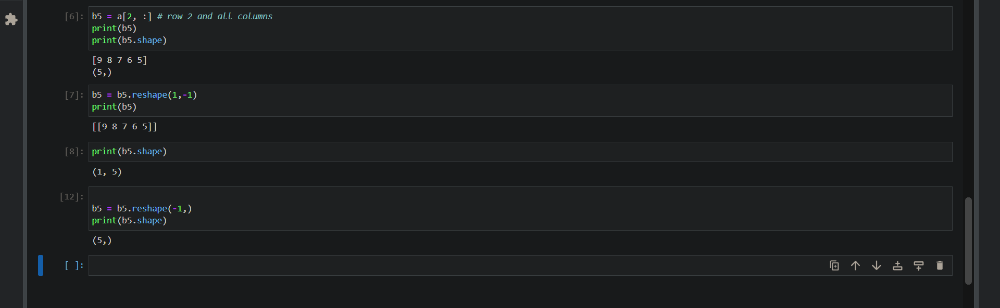 [6]: b5 = a[2, :] # row 2 and all columns
print(b5)
print(b5.shape)
[9 8 7 6 5]
(5,)
[7]: b5 = b5.reshape(1,-1)
print(b5)
[[9 8 7 6 5]]
[8]: print(b5.shape)
(1, 5)
[12]:
b5 = b5.reshape(-1,)
print(b5.shape)
(5,)
[ ]: